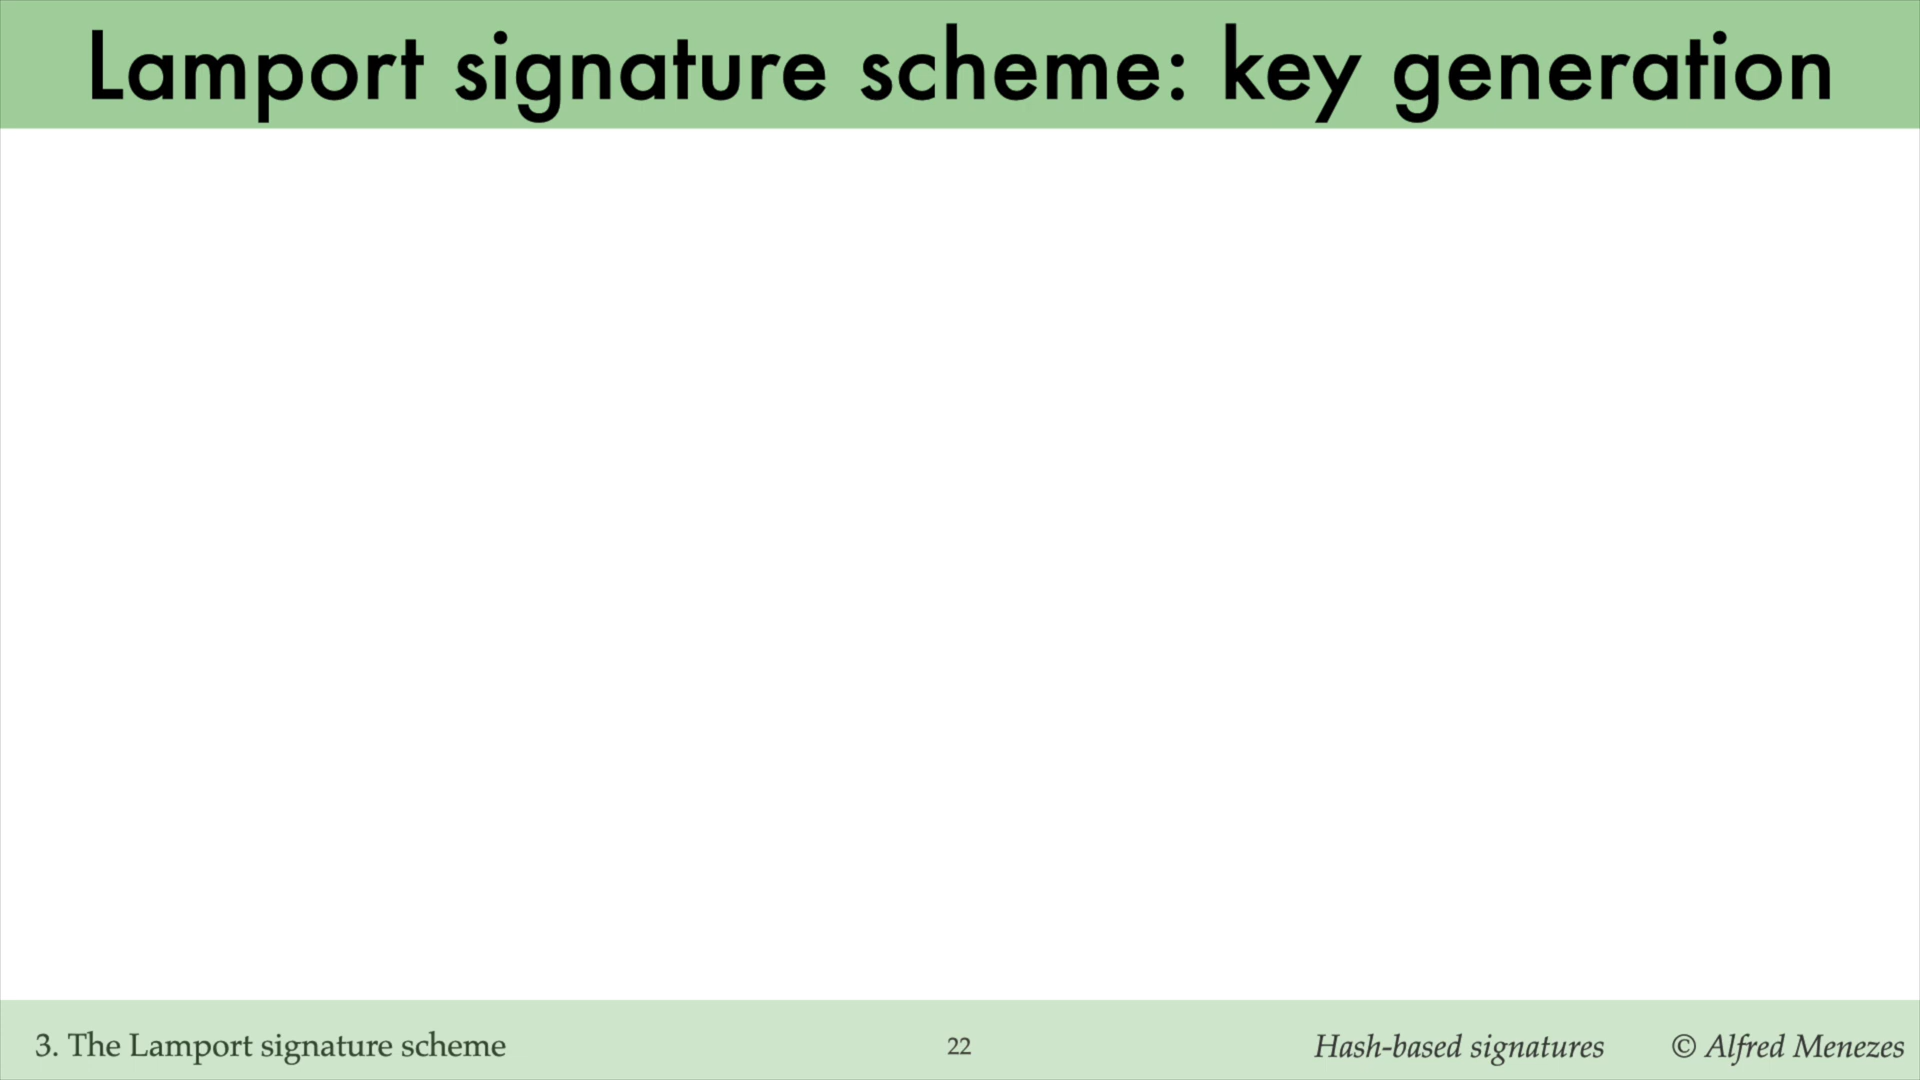 Lamport signature scheme: key generation
3. The Lamport signature scheme
22
Hash-based signatures
© Alfred Menezes